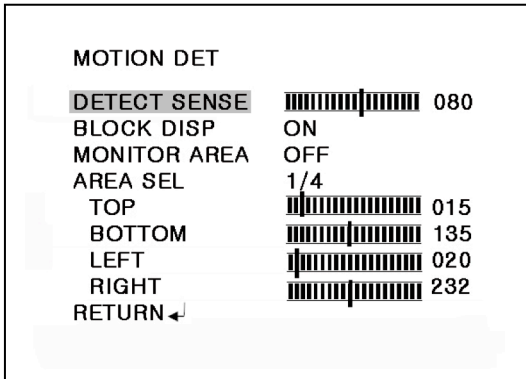 MOTION DET
DETECT SENSE 080
BLOCK DISP ON
MONITOR AREA OFF
AREA SEL 1/4
TOP 015
BOTTOM 135
LEFT 020
RIGHT 232
RETURN↲